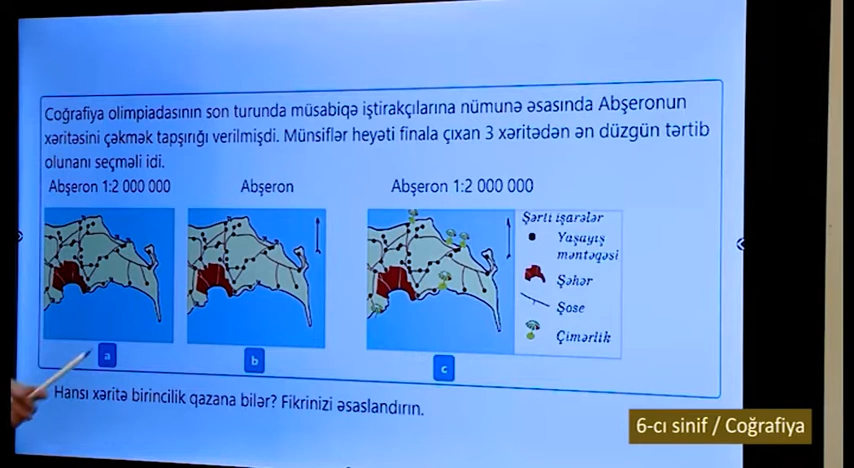 Coğrafiya olimpiadasının son turunda müsabiqə iştirakçılarına nümunə əsasında Abşeronun
xəritəsini çəkmək tapşırığı verilmişdi. Münsiflər heyəti finala çıxan 3 xəritədən ən düzgün tərtib
olunanı seçməli idi.
Abşeron 1:2 000 000
Abşeron
Abşeron 1:2 000 000
Şərti işarələr
Yaşayış
məntəqəsi
Şəhər
Şose
Çimərlik
a
b
c
Hansı xəritə birincilik qazana bilər? Fikrinizi əsaslandırın.
6-cı sinif / Coğrafiya